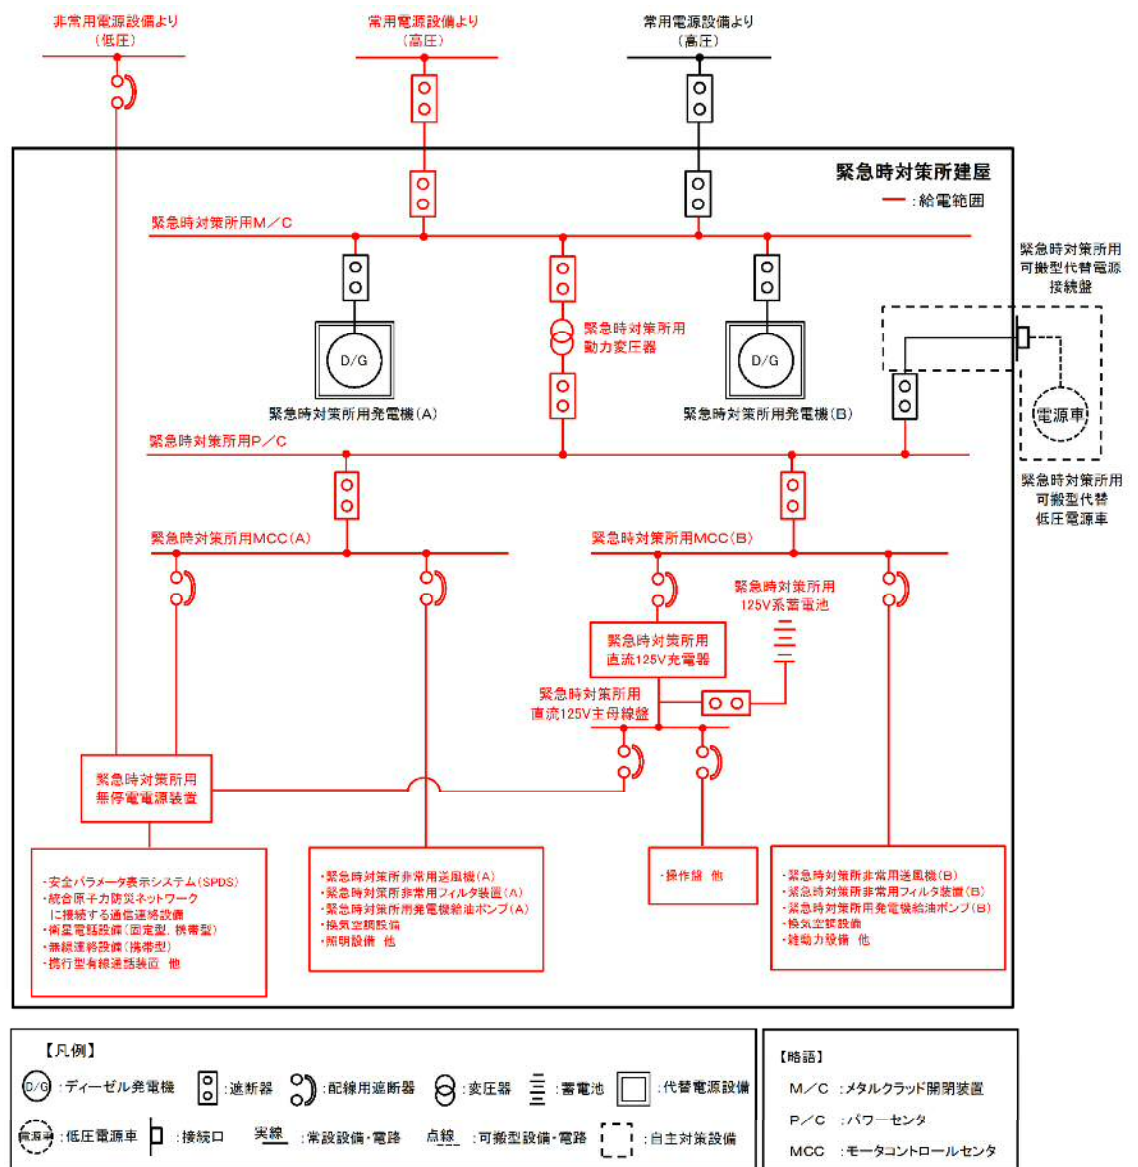 非常用電源設備より
(低圧)
常用電源設備より
(高圧)
常用電源設備より
(高圧)
緊急時対策所建屋
:給電範囲
緊急時対策所用M/C
緊急時対策所用
可搬型代替電源
接続盤
緊急時対策所用
動力変圧器
D/G
D/G
緊急時対策所用発電機(A)
緊急時対策所用発電機(B)
電源車
緊急時対策所用P/C
緊急時対策所用
可搬型代替
低圧電源車
緊急時対策所用MCC(A)
緊急時対策所用MCC(B)
緊急時対策所用
125V系蓄電池
緊急時対策所用
直流125V充電器
緊急時対策所用
直流125V主母線盤
緊急時対策所用
無停電電源装置
・安全パラメータ表示システム(SPDS)
・統合原子力防災ネットワーク
に接続する通信連絡設備
・衛星電話設備(固定型、携帯型)
・無線連絡設備(携帯型)
・携行型有線通話装置 他
・緊急時対策所非常用送風機(A)
・緊急時対策所非常用フィルタ装置(A)
・緊急時対策所用発電機給油ポンプ(A)
・換気空調設備
・照明設備 他
・操作盤 他
・緊急時対策所非常用送風機(B)
・緊急時対策所非常用フィルタ装置(B)
・緊急時対策所用発電機給油ポンプ(B)
・換気空調設備
・雑動力設備 他
【凡例】
D/G :ディーゼル発電機 :遮断器 :配線用遮断器 :変圧器 :蓄電池 :代替電源設備
電源車 :低圧電源車 :接続口 実線 :常設設備・電路 点線 :可搬型設備・電路 :自主対策設備
【略語】
M/C :メタルクラッド開閉装置
P/C :パワーセンタ
MCC :モータコントロールセンタ